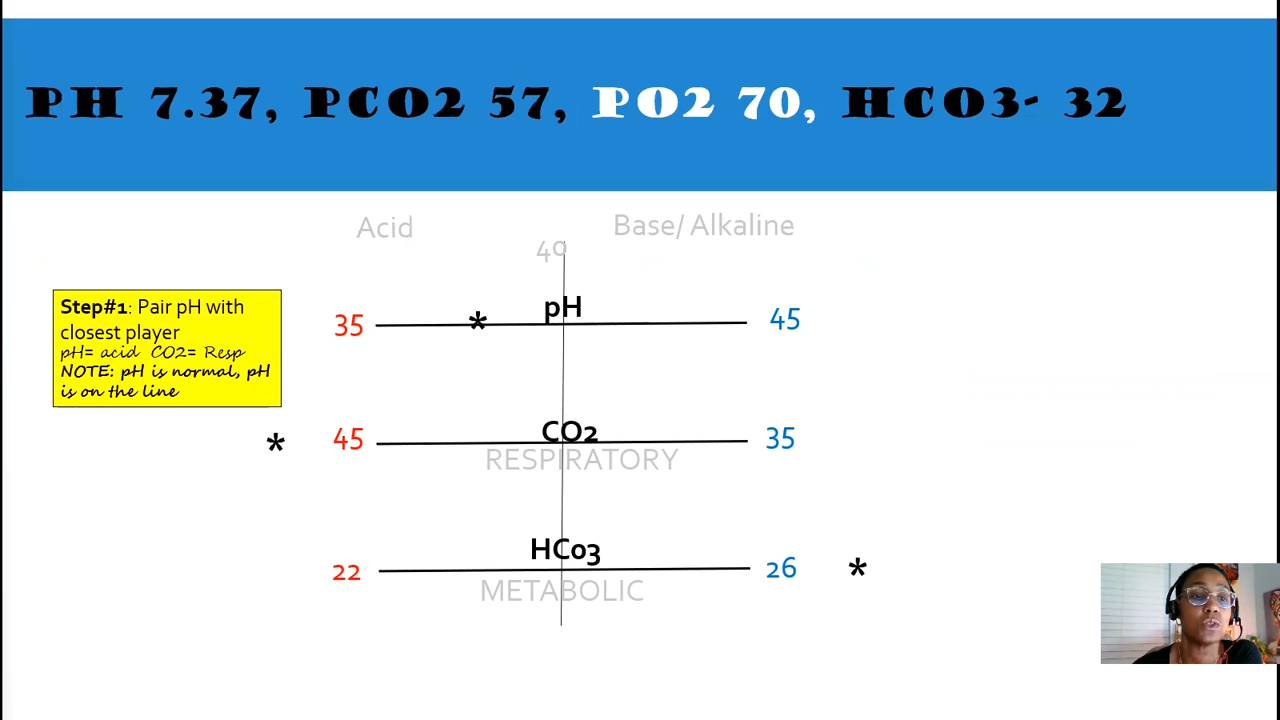 PH 7.37, PCO2 57, PO2 70, HCO3- 32
Acid
Base/ Alkaline
40
Step#1: Pair pH with
closest player
pH= acid CO2= Resp
NOTE: pH is normal, pH
is on the line
35 * pH 45
* 45 CO2 35
RESPIRATORY
22 HCo3 26 *
METABOLIC